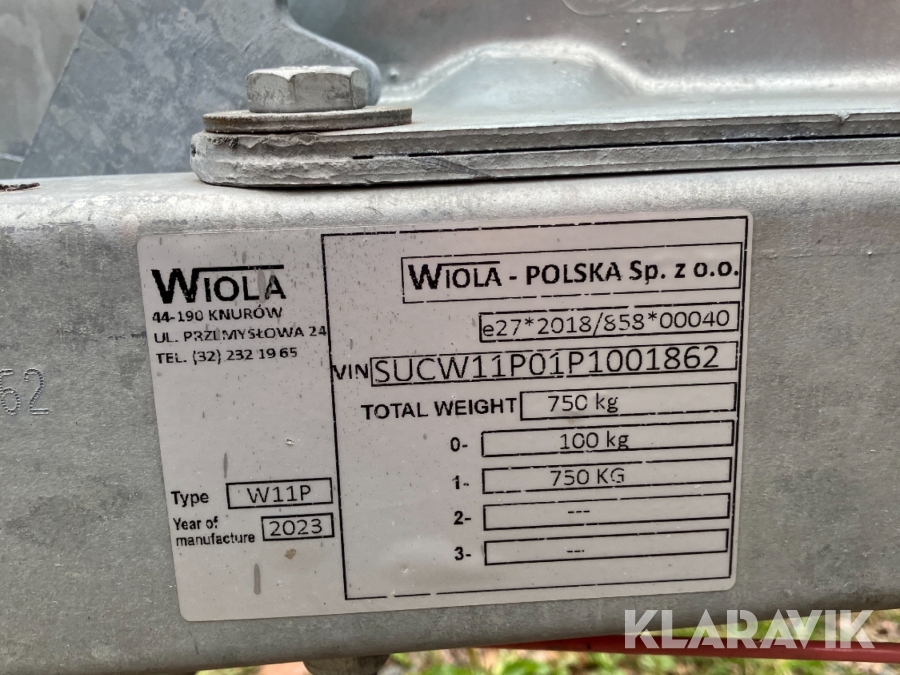 WIOLA
44-190 KNURÓW
UL. PRZEMYSŁOWA 24
TEL. (32) 232 19 65
Type W11P
Year of manufacture 2023
WIOLA - POLSKA Sp. z o.o.
e27*2018/858*00040
VIN SUCW11P01P1001862
TOTAL WEIGHT 750 kg
0- 100 kg
1- 750 KG
2- ---
3- ---
62
KLARAVIK